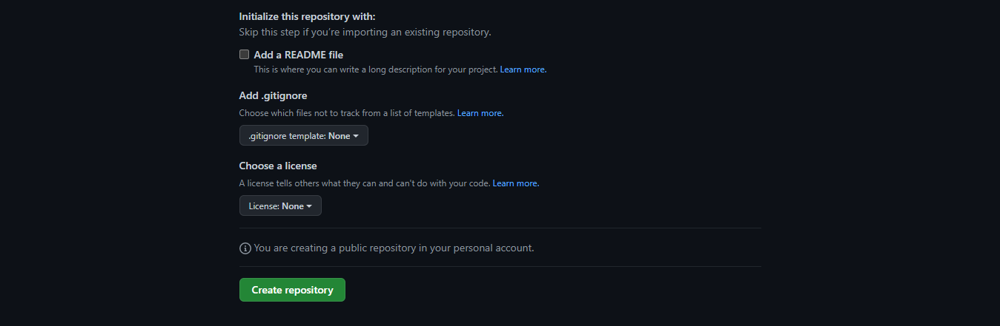 Initialize this repository with:
Skip this step if you're importing an existing repository.
Add a README file
This is where you can write a long description for your project. Learn more.
Add .gitignore
Choose which files not to track from a list of templates. Learn more.
.gitignore template: None
Choose a license
A license tells others what they can and can't do with your code. Learn more.
License: None
You are creating a public repository in your personal account.
Create repository